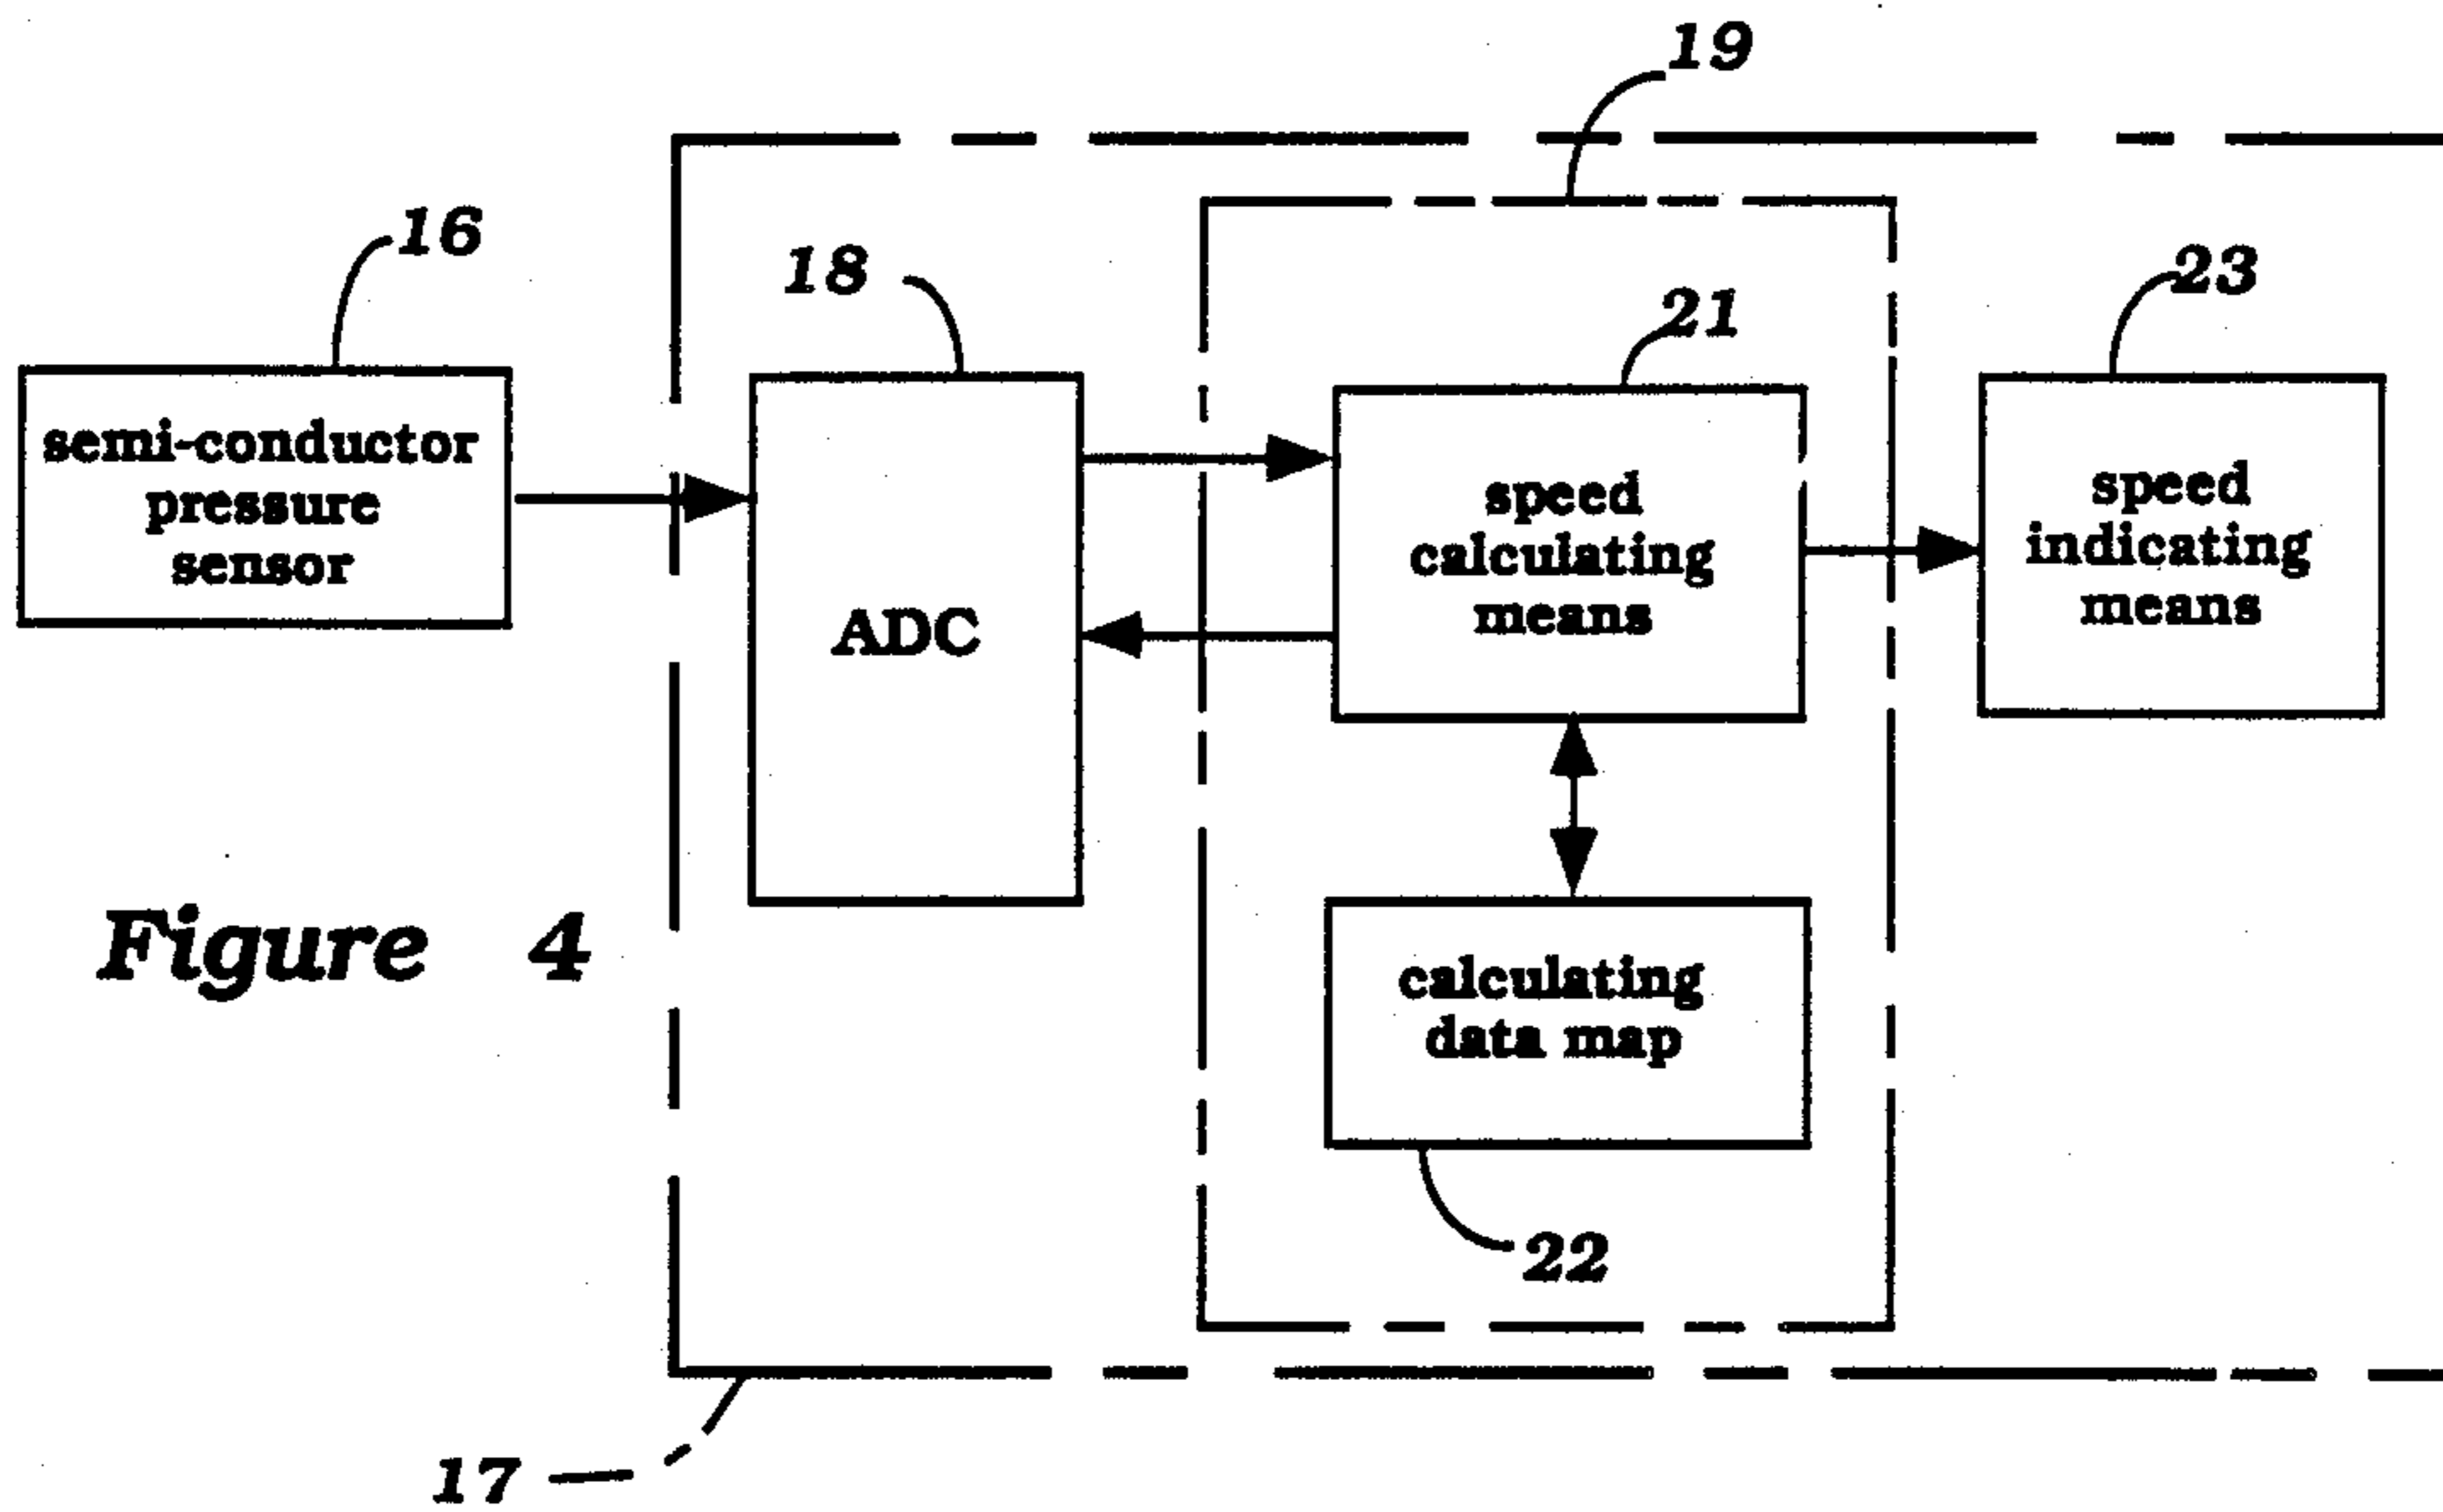 19
16
18
23
21
semi-conductor
pressure
sensor
ADC
speed
calculating
means
speed
indicating
means
calculating
data map
Figure 4
22
17